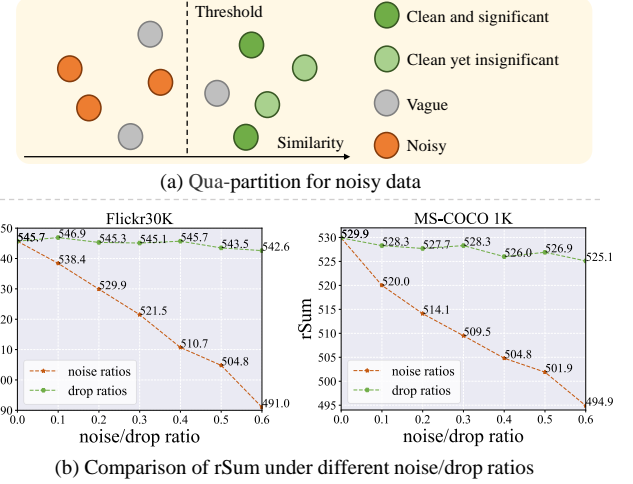 Threshold
Clean and significant
Clean yet insignificant
Vague
Noisy
Similarity
(a) Qua-partition for noisy data
Flickr30K
50
40
10
00
90
545.7
546.9
545.3
545.1
545.7
543.5
542.6
538.4
529.9
521.5
510.7
504.8
491.0
noise ratios
drop ratios
0.0 0.1 0.2 0.3 0.4 0.5 0.6
noise/drop ratio
MS-COCO 1K
rSum
530
525
520
515
510
505
500
495
529.9
528.3
527.7
528.3
526.0
526.9
525.1
520.0
514.1
509.5
504.8
501.9
494.9
noise ratios
drop ratios
0.0 0.1 0.2 0.3 0.4 0.5 0.6
noise/drop ratio
(b) Comparison of rSum under different noise/drop ratios